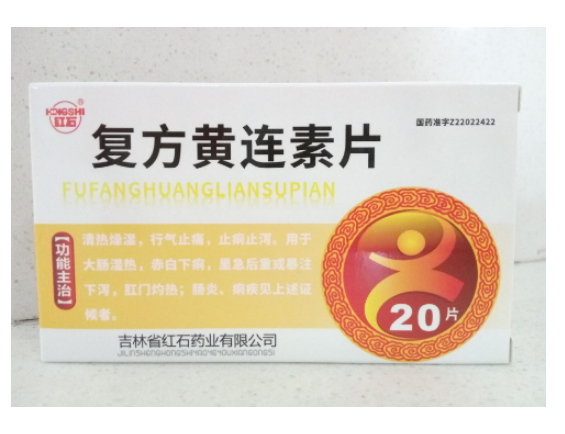 HONGSHI
红石
®
国药准字Z22022422
复方黄连素片
FUFANGHUANGLIANSUPIAN
【功能主治】
清热燥湿，行气止痛，止痢止泻。用于
大肠湿热，赤白下痢，里急后重或暴注
下泻，肛门灼热；肠炎、痢疾见上述证
候者。
20片
吉林省红石药业有限公司
JILINSHENGHONGSHIYAOYEYOUXIANGONGSI